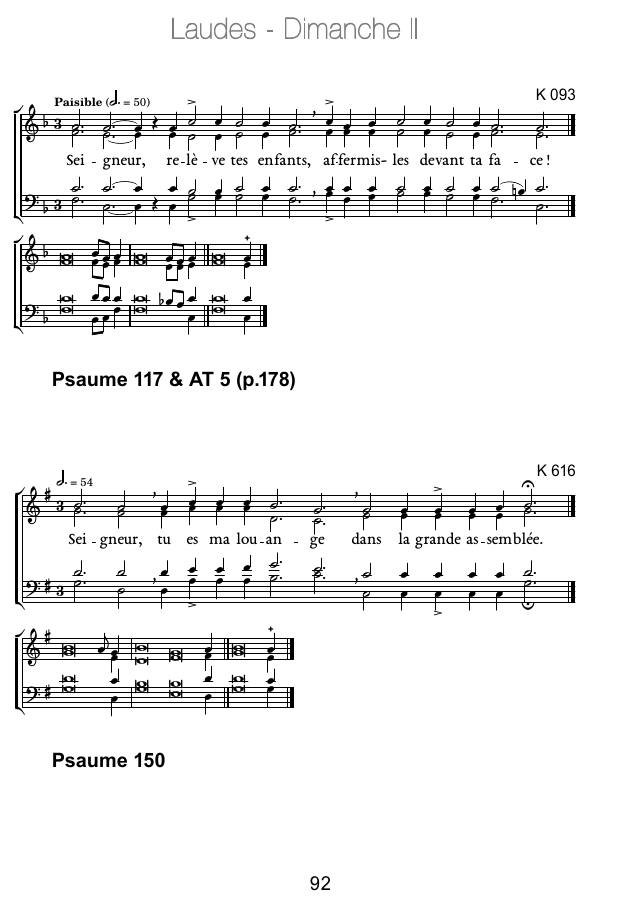 Laudes - Dimanche II
K 093
Paisible (𝅗𝅥. = 50)
Sei - gneur, re - lè - ve tes enfants, affermis- les devant ta fa - ce !
Psaume 117 & AT 5 (p.178)
K 616
𝅗𝅥. = 54
Sei - gneur, tu es ma lou - an - ge dans la grande as - semblée.
Psaume 150
92